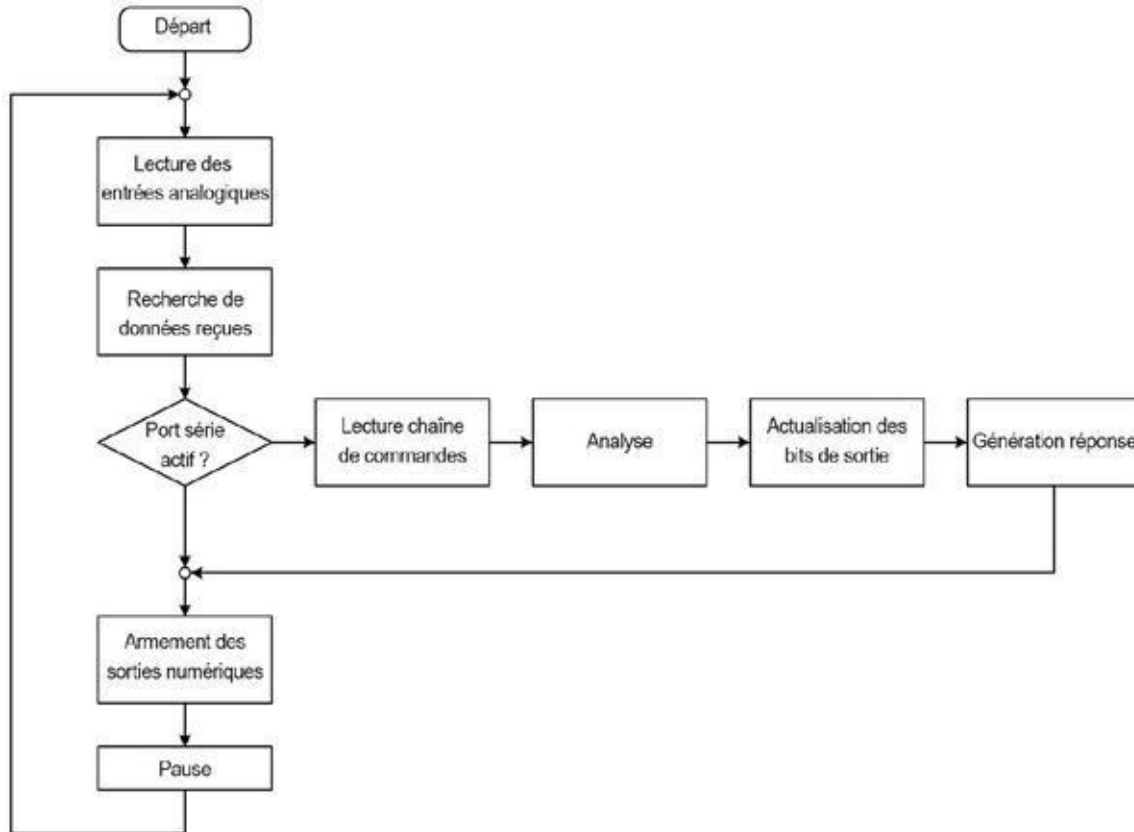 Départ
Lecture des
entrées analogiques
Recherche de
données reçues
Port série
actif ?
Lecture chaîne
de commandes
Analyse
Actualisation des
bits de sortie
Génération réponse
Armement des
sorties numériques
Pause